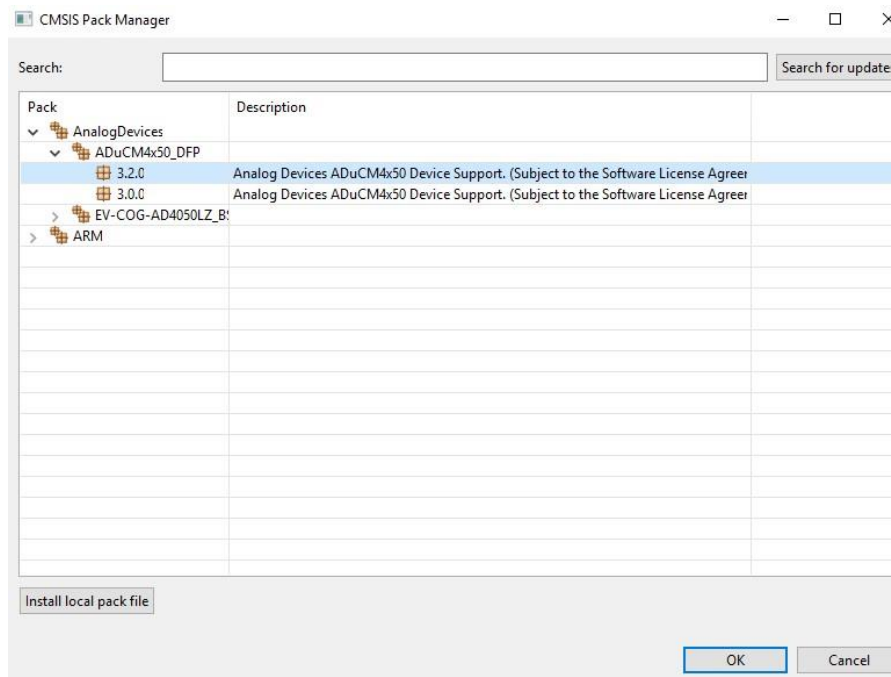 CMSIS Pack Manager
Search:
Search for update
Pack Description
AnalogDevices
ADuCM4x50_DFP
3.2.0 Analog Devices ADuCM4x50 Device Support. (Subject to the Software License Agreer
3.0.0 Analog Devices ADuCM4x50 Device Support. (Subject to the Software License Agreer
EV-COG-AD4050LZ_B
ARM
Install local pack file
OK Cancel